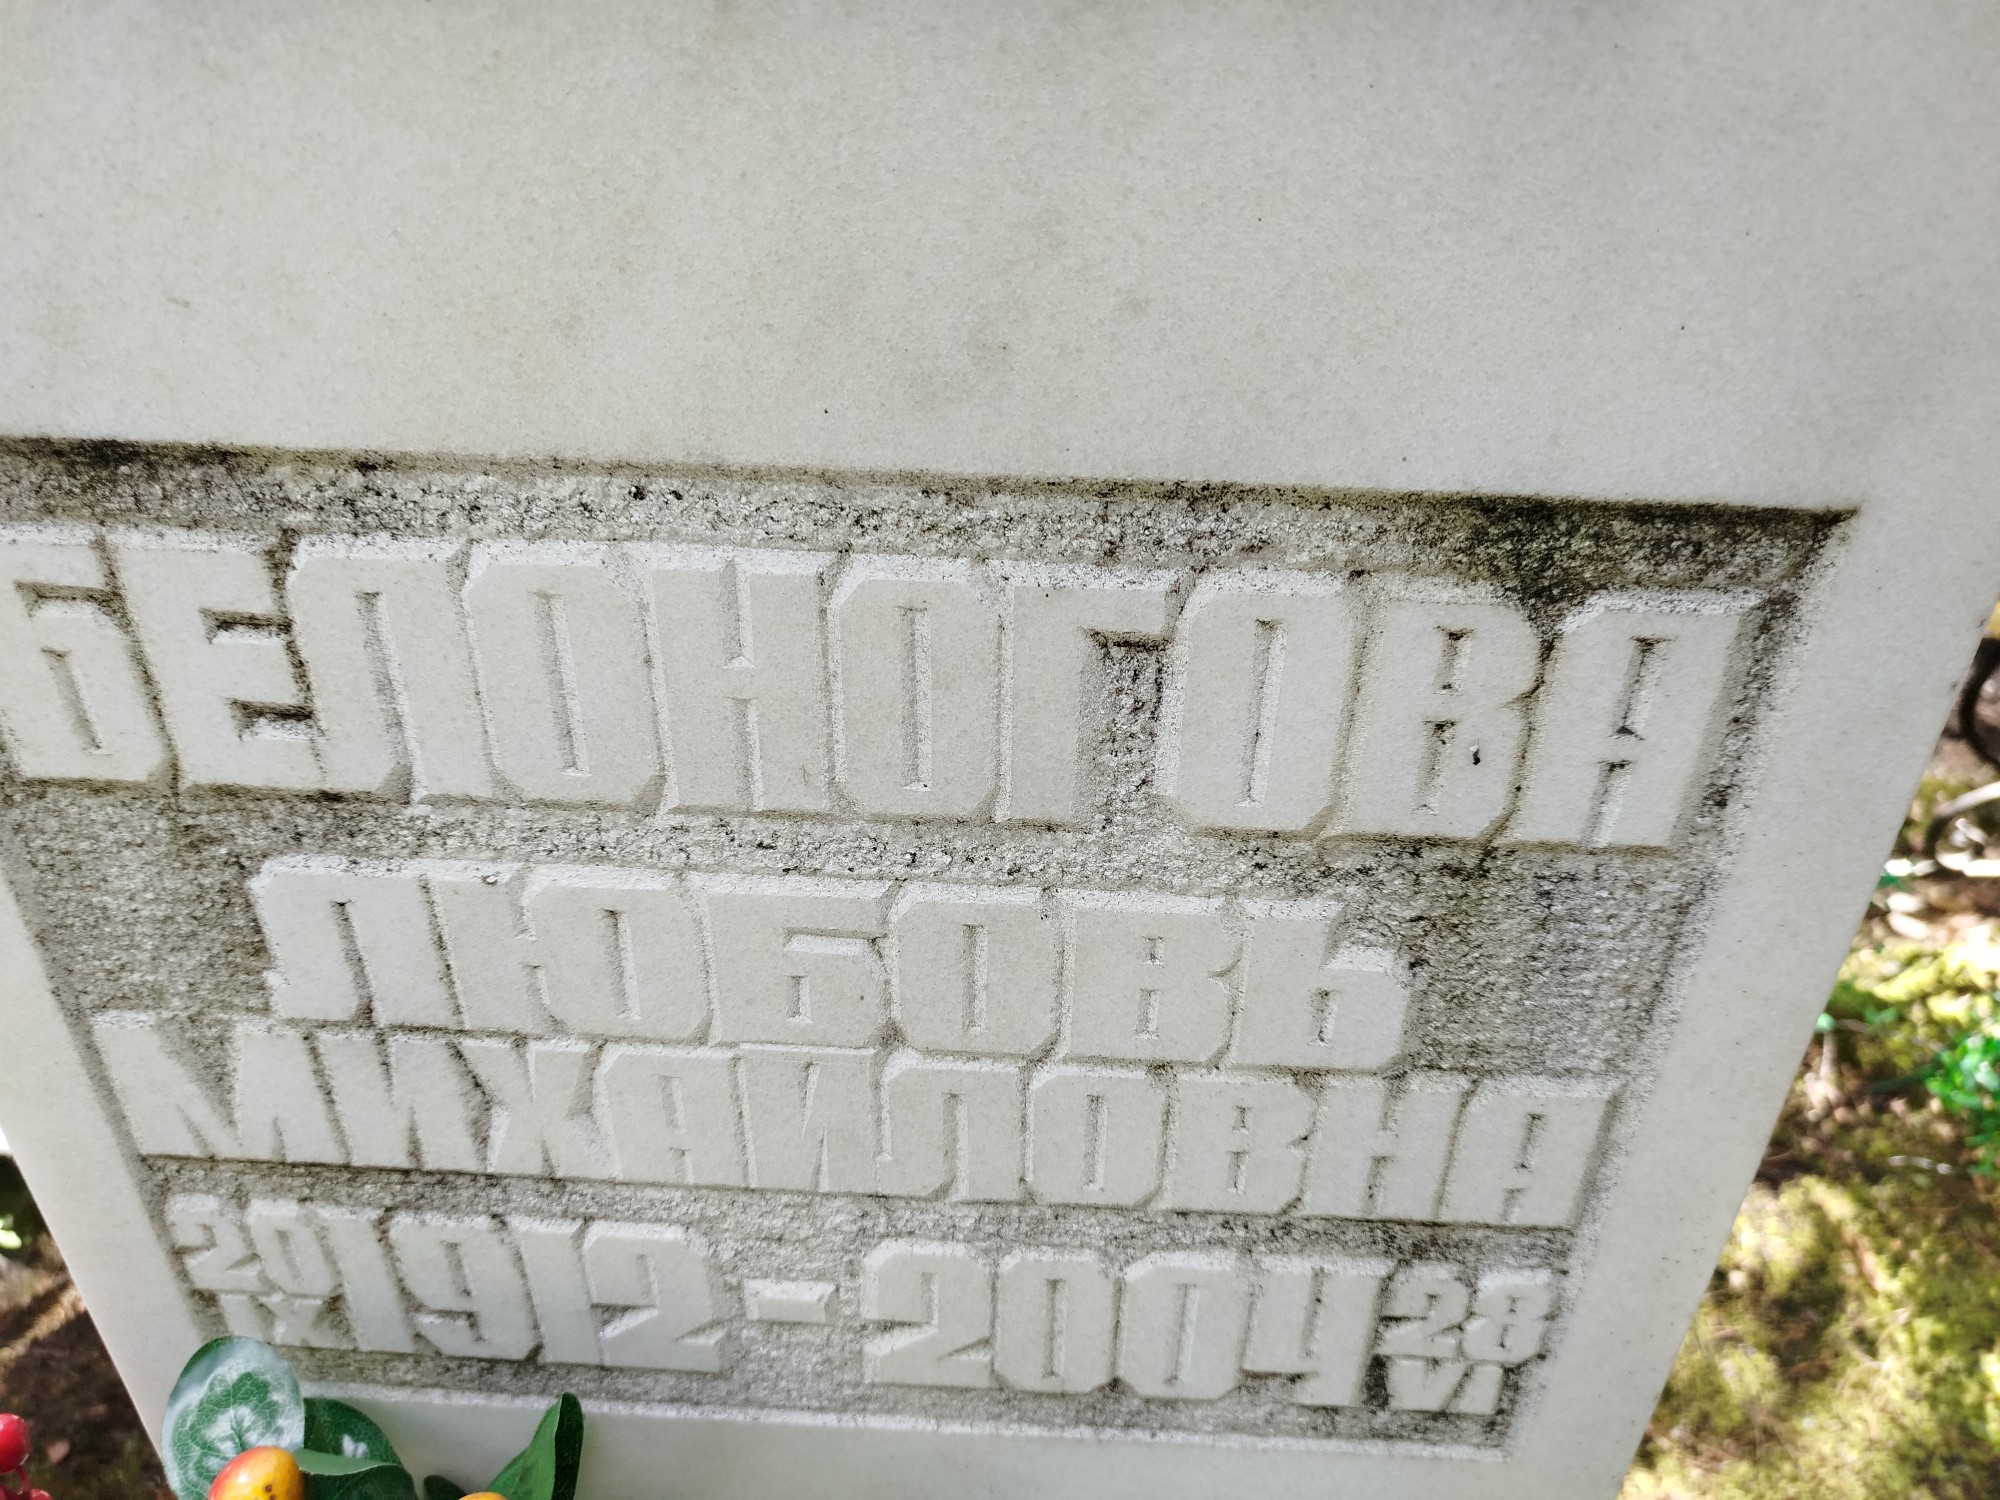 БЕЛОНОГОВА
ЛЮБОВЬ
МИХАЙЛОВНА
20 IX 1912 - 2004 28 VI